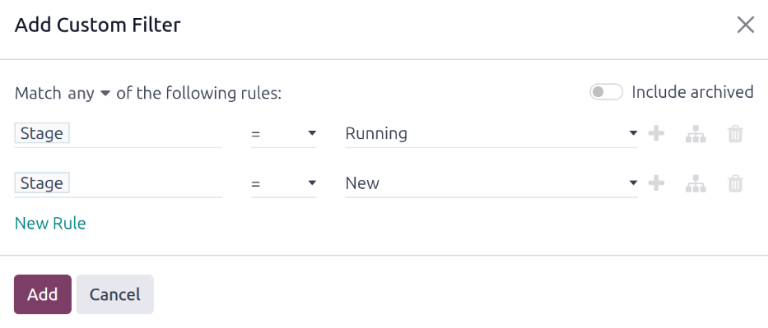 Add Custom Filter
Match any of the following rules:
Include archived
Stage = Running
Stage = New
New Rule
Add Cancel